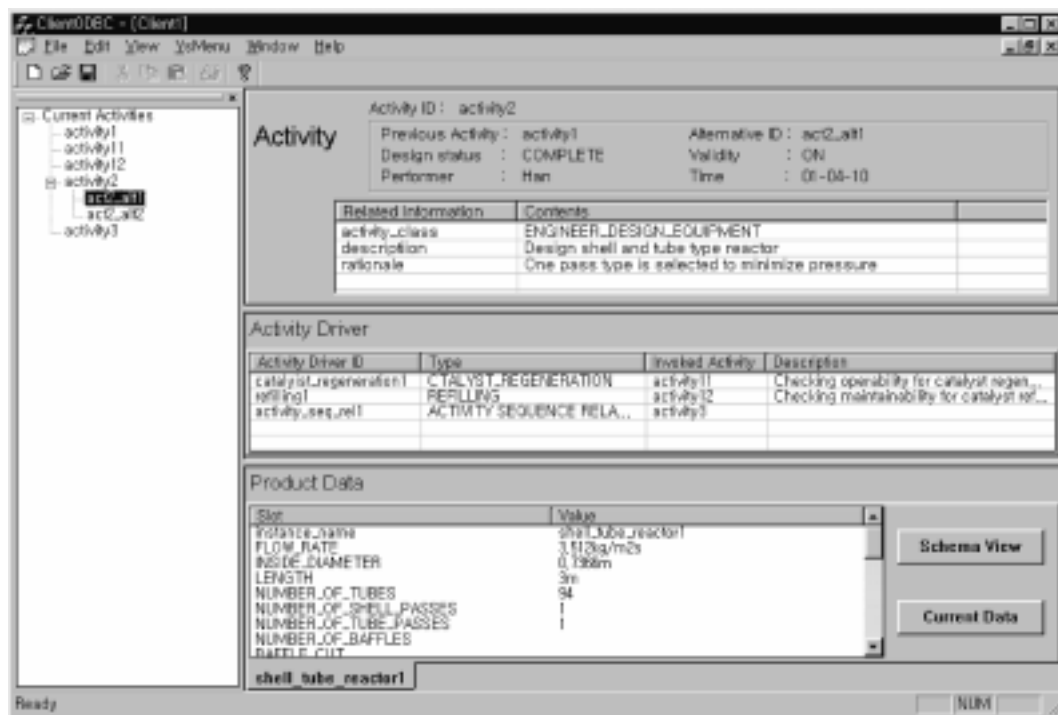 ClientODBC - [Client1]
File Edit View YsMenu Window Help
Current Activities
activity1
activity11
activity12
activity2
act2_alt1
act2_alt2
activity3
Activity
Activity ID : activity2
Previous Activity : activity1 Alternative ID : act2_alt1
Design status : COMPLETE Validity : ON
Performer : Han Time : 01-04-10
Related Information Contents
activity_class ENGINEER_DESIGN_EQUIPMENT
description Design shell and tube type reactor
rationale One pass type is selected to minimize pressure
Activity Driver
Activity Driver ID Type Invoked Activity Description
catalyist_regeneration1 CTALYST_REGENERATION activity11 Checking operability for catalyst regen...
refilling1 REFILLING activity12 Checking maintainability for catalyst ref...
activity_seq_rel1 ACTIVITY SEQUENCE RELA... activity3
Product Data
Slot Value
instance_name shell_tube_reactor1
FLOW_RATE 3,512kg/m2s
INSIDE_DIAMETER
LENGTH 3m
NUMBER_OF_TUBES 94
NUMBER_OF_SHELL_PASSES 1
NUMBER_OF_TUBE_PASSES 1
NUMBER_OF_BAFFLES
BAFFLE_CUT
Schema View
Current Data
shell_tube_reactor1
Ready NUM